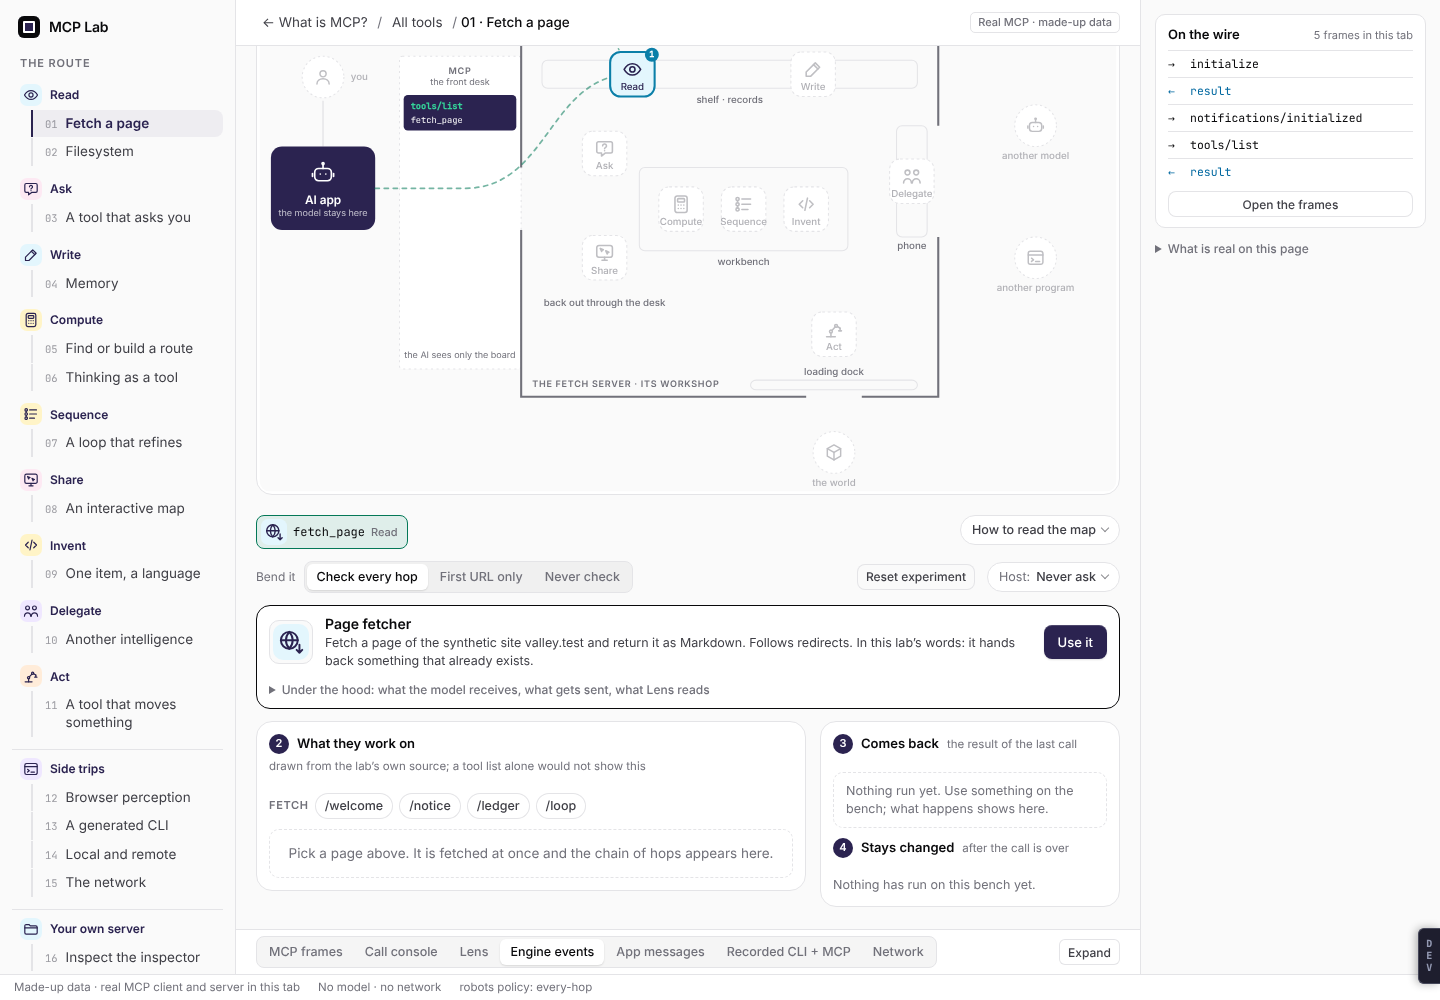 MCP Lab
THE ROUTE
Read
01 Fetch a page
02 Filesystem
Ask
03 A tool that asks you
Write
04 Memory
Compute
05 Find or build a route
06 Thinking as a tool
Sequence
07 A loop that refines
Share
08 An interactive map
Invent
09 One item, a language
Delegate
10 Another intelligence
Act
11 A tool that moves
something
Side trips
12 Browser perception
13 A generated CLI
14 Local and remote
15 The network
Your own server
16 Inspect the inspector
← What is MCP? / All tools / 01 · Fetch a page
Real MCP · made-up data
you
MCP
the front desk
tools/list
fetch_page
AI app
the model stays here
the AI sees only the board
1
Read
Write
shelf · records
Ask
Compute
Sequence
Invent
workbench
Share
back out through the desk
Delegate
phone
Act
loading dock
THE FETCH SERVER · ITS WORKSHOP
another model
another program
the world
fetch_page Read
How to read the map
Bend it
Check every hop
First URL only
Never check
Reset experiment
Host: Never ask
Page fetcher
Fetch a page of the synthetic site valley.test and return it as Markdown. Follows redirects. In this lab's words: it hands
back something that already exists.
Use it
Under the hood: what the model receives, what gets sent, what Lens reads
2 What they work on
drawn from the lab's own source; a tool list alone would not show this
FETCH /welcome /notice /ledger /loop
Pick a page above. It is fetched at once and the chain of hops appears here.
3 Comes back the result of the last call
Nothing run yet. Use something on the
bench; what happens shows here.
4 Stays changed after the call is over
Nothing has run on this bench yet.
MCP frames Call console Lens Engine events App messages Recorded CLI + MCP Network
Expand
On the wire 5 frames in this tab
→ initialize
← result
→ notifications/initialized
→ tools/list
← result
Open the frames
What is real on this page
DEV
Made-up data · real MCP client and server in this tab No model · no network robots policy: every-hop